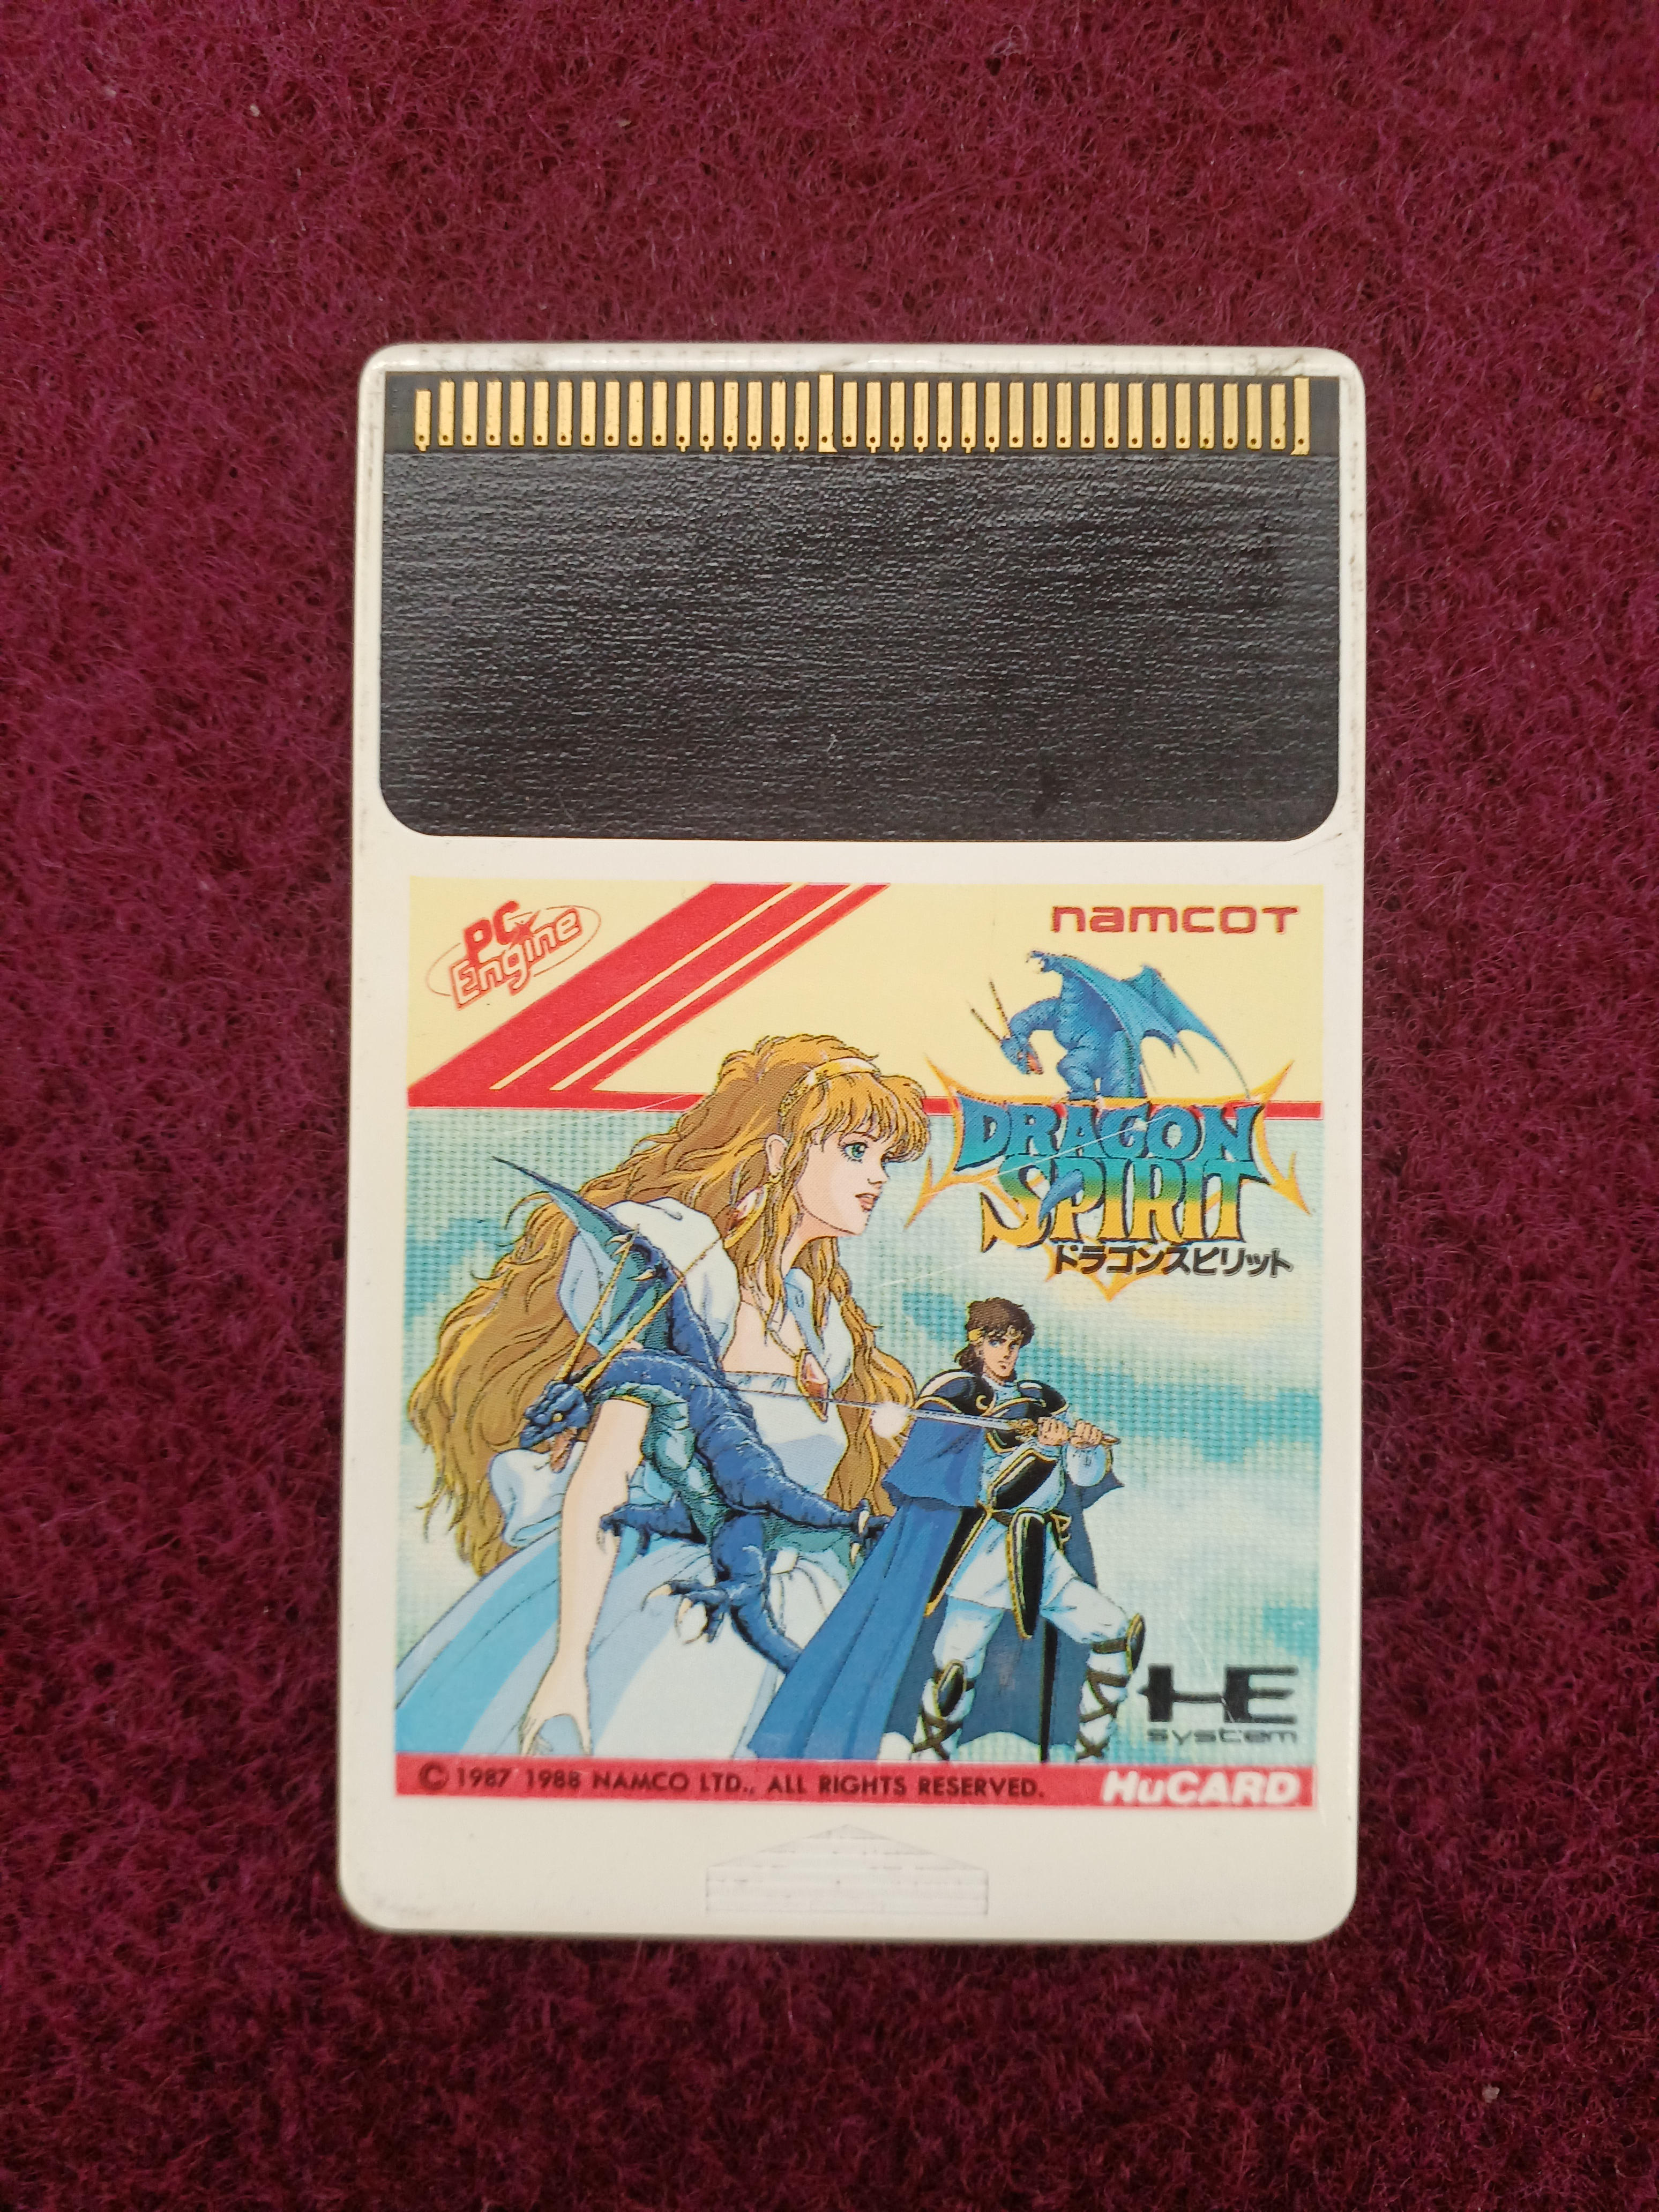 PC Engine
namcoT
DRAGON
SPIRIT
ドラゴンスピリット
HE
system
© 1987 1988 NAMCO LTD., ALL RIGHTS RESERVED.
HuCARD